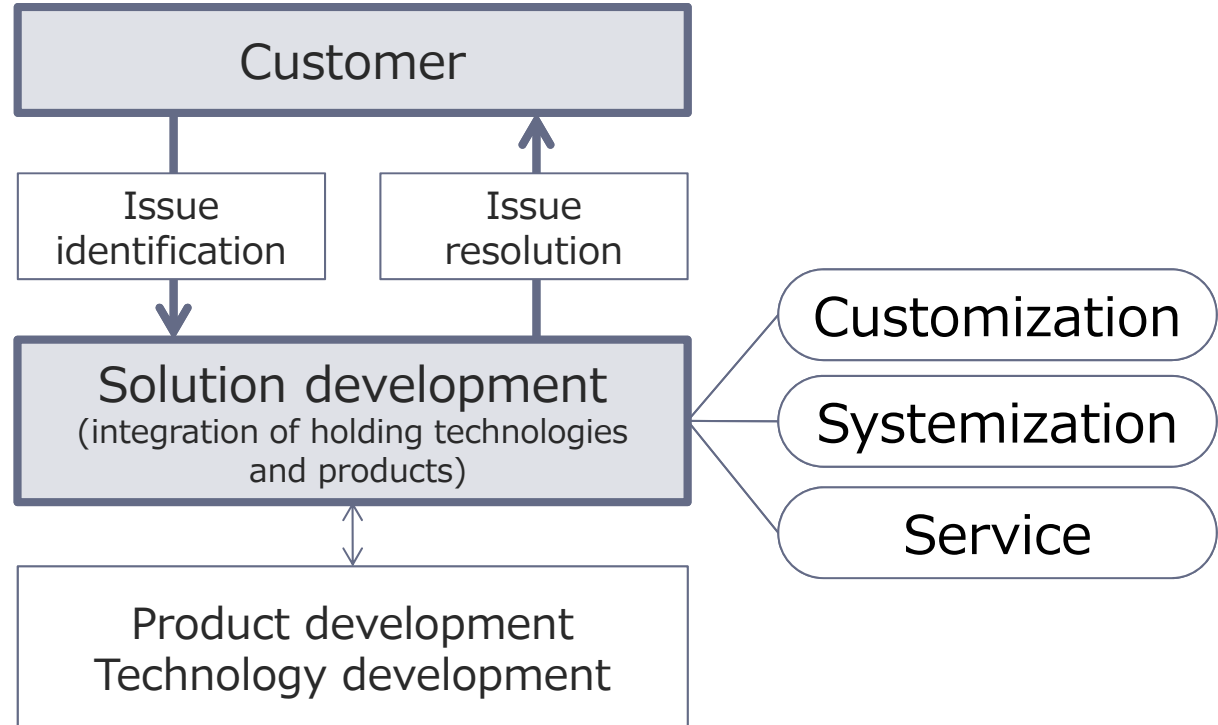 Customer
Issue
identification
Issue
resolution
Solution development
(integration of holding technologies
and products)
Customization
Systemization
Service
Product development
Technology development